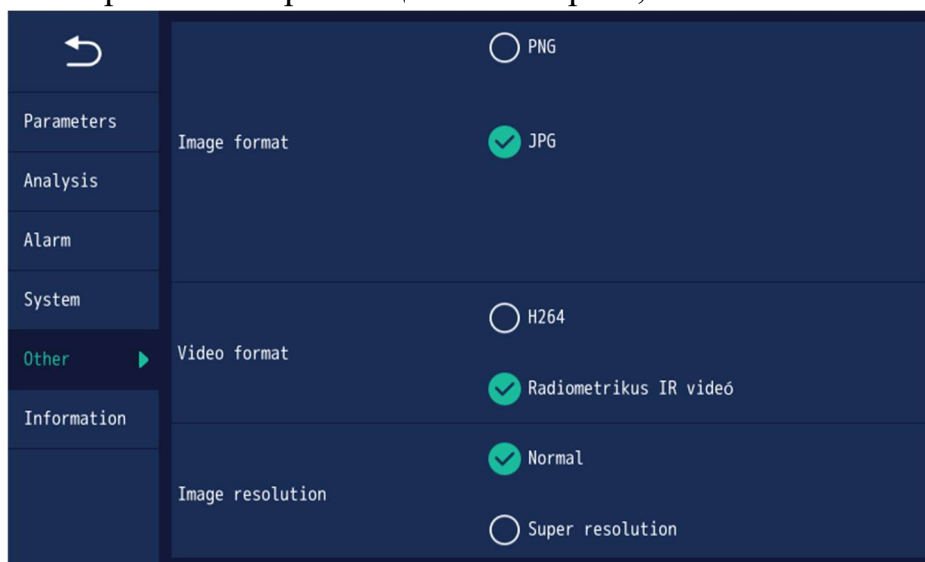 PNG
Parameters
Image format
JPG
Analysis
Alarm
System
H264
Other
Video format
Radiometrikus IR videó
Information
Normal
Image resolution
Super resolution